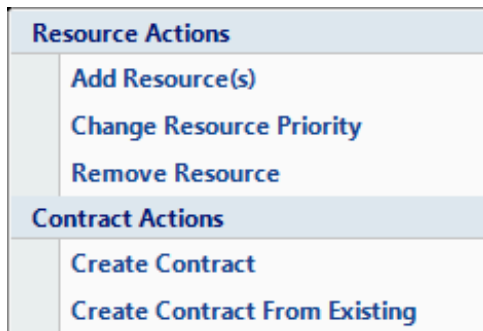 Resource Actions
Add Resource(s)
Change Resource Priority
Remove Resource
Contract Actions
Create Contract
Create Contract From Existing